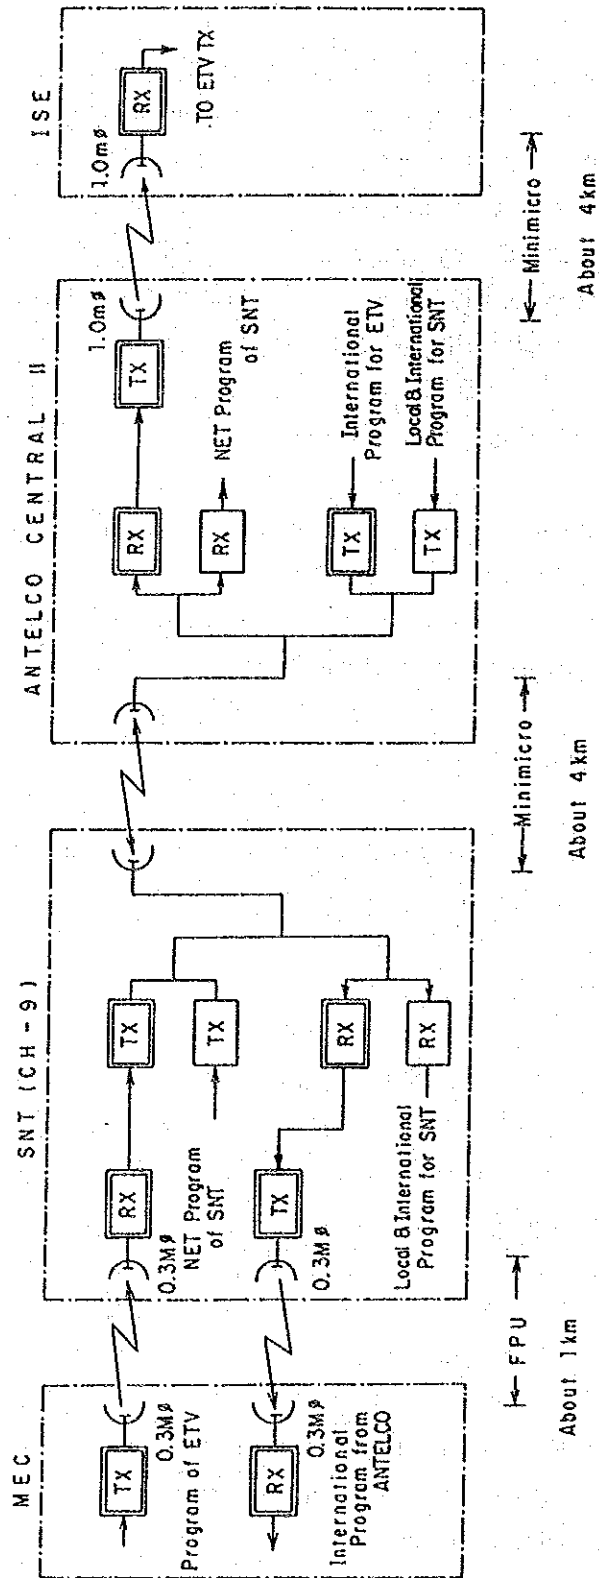 MEC
TX
0.3Mø
Program of ETV
RX
0.3Mø
International
Program from
ANTELCO
SNT (CH-9)
RX
0.3Mø
TX
NET Program
of SNT
TX
TX
0.3Mø
RX
RX
Local & International
Program for SNT
ANTELCO CENTRAL II
RX
TX
1.0mø
RX
NET Program
of SNT
TX
International
Program for ETV
TX
Local & International
Program for SNT
ISE
1.0mø
RX
TO ETV TX
FPU
About 1km
Minimicro
About 4km
Minimicro
About 4km